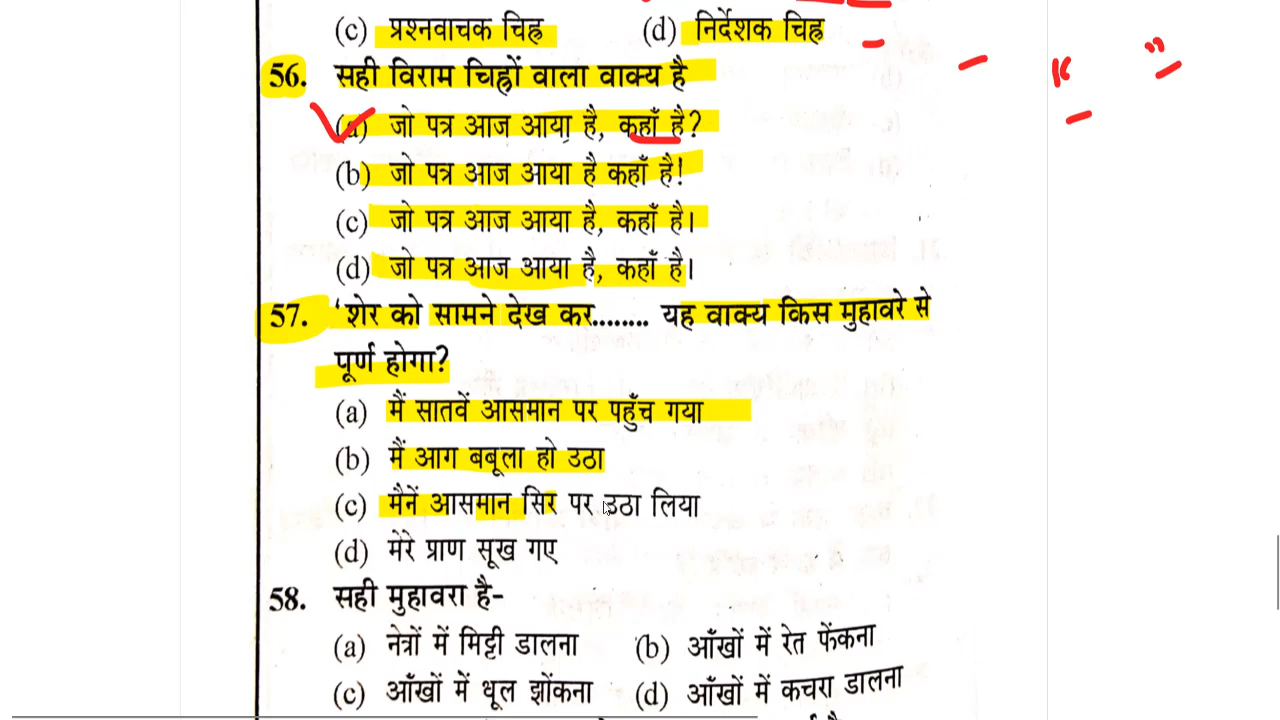 (c) प्रश्नवाचक चिह्न (d) निर्देशक चिह्न
56. सही विराम चिह्नों वाला वाक्य है
(a) जो पत्र आज आया है, कहाँ है?
(b) जो पत्र आज आया है कहाँ है!
(c) जो पत्र आज आया है, कहाँ है।
(d) जो पत्र आज आया है, कहाँ है।
57. 'शेर को सामने देख कर........ यह वाक्य किस मुहावरे से
पूर्ण होगा?
(a) मैं सातवें आसमान पर पहुँच गया
(b) मैं आग बबूला हो उठा
(c) मैनें आसमान सिर पर उठा लिया
(d) मेरे प्राण सूख गए
58. सही मुहावरा है-
(a) नेत्रों में मिट्टी डालना (b) आँखों में रेत फेंकना
(c) आँखों में धूल झोंकना (d) आँखों में कचरा डालना